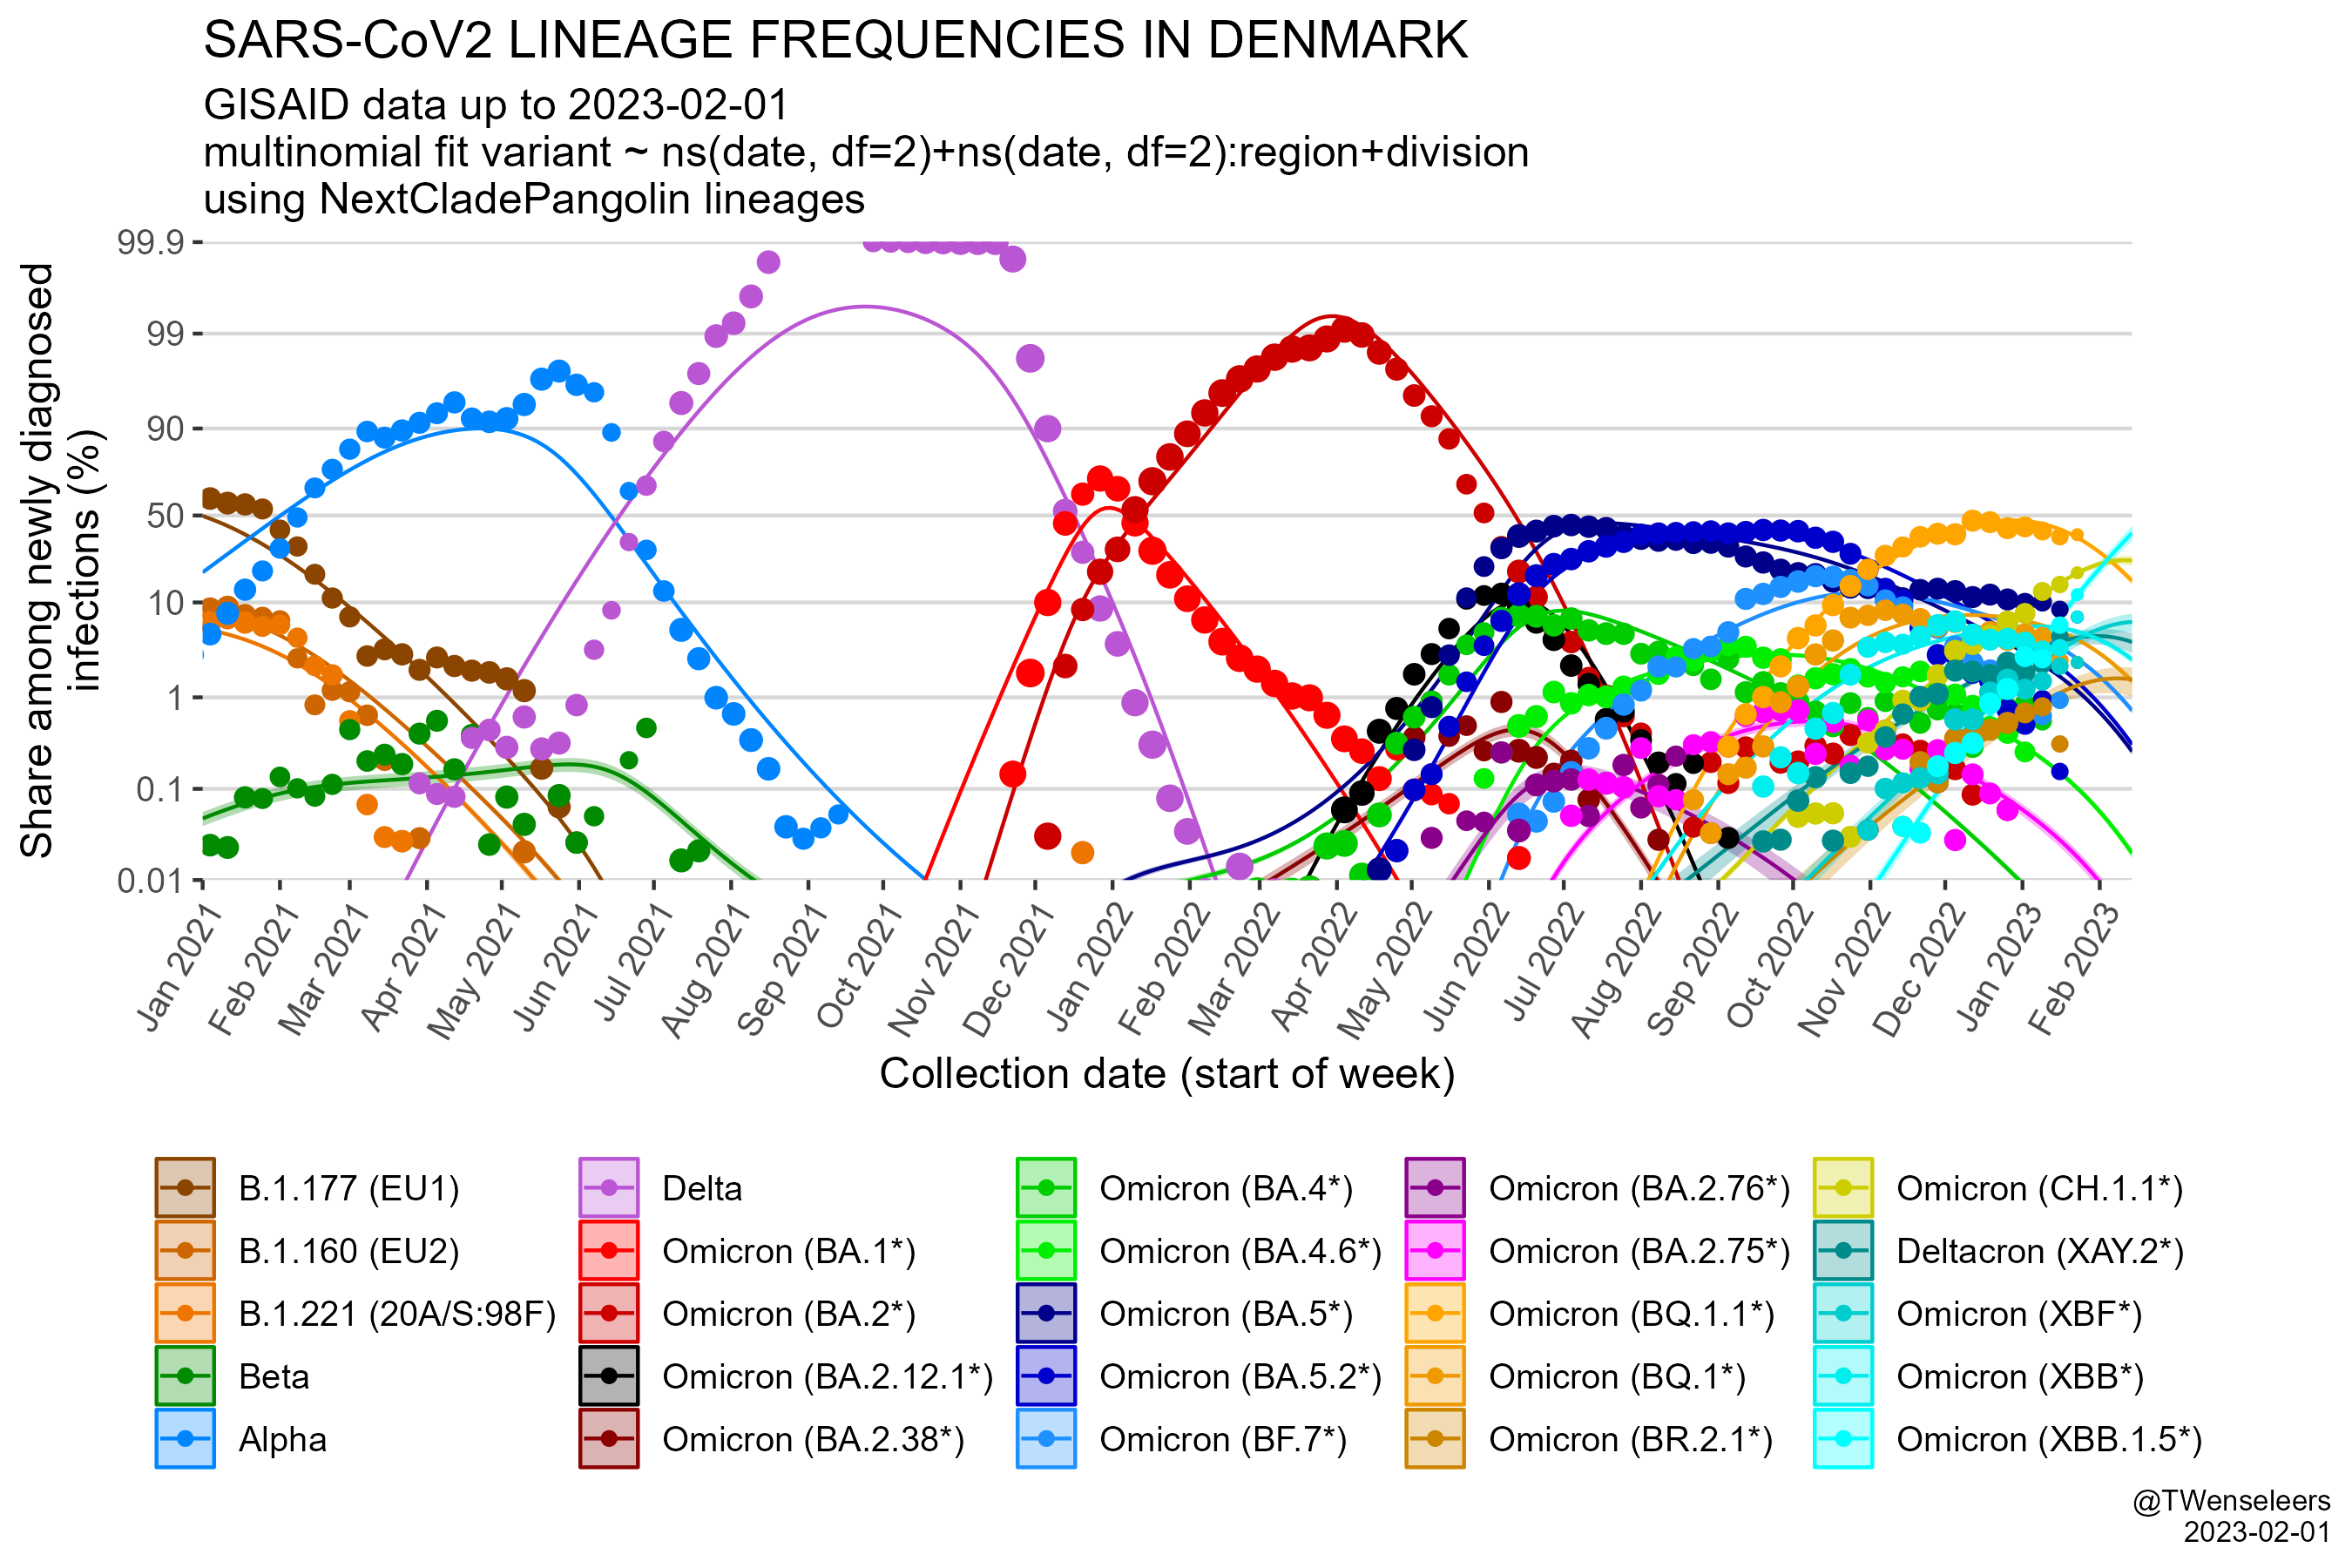 SARS-CoV2 LINEAGE FREQUENCIES IN DENMARK
GISAID data up to 2023-02-01
multinomial fit variant ~ ns(date, df=2)+ns(date, df=2):region+division
using NextCladePangolin lineages
Share among newly diagnosed
infections (%)
99.9
99
90
50
10
1
0.1
0.01
Jan 2021
Feb 2021
Mar 2021
Apr 2021
May 2021
Jun 2021
Jul 2021
Aug 2021
Sep 2021
Oct 2021
Nov 2021
Dec 2021
Jan 2022
Feb 2022
Mar 2022
Apr 2022
May 2022
Jun 2022
Jul 2022
Aug 2022
Sep 2022
Oct 2022
Nov 2022
Dec 2022
Jan 2023
Feb 2023
Collection date (start of week)
B.1.177 (EU1)
B.1.160 (EU2)
B.1.221 (20A/S:98F)
Beta
Alpha
Delta
Omicron (BA.1*)
Omicron (BA.2*)
Omicron (BA.2.12.1*)
Omicron (BA.2.38*)
Omicron (BA.4*)
Omicron (BA.4.6*)
Omicron (BA.5*)
Omicron (BA.5.2*)
Omicron (BF.7*)
Omicron (BA.2.76*)
Omicron (BA.2.75*)
Omicron (BQ.1.1*)
Omicron (BQ.1*)
Omicron (BR.2.1*)
Omicron (CH.1.1*)
Deltacron (XAY.2*)
Omicron (XBF*)
Omicron (XBB*)
Omicron (XBB.1.5*)
@TWenseleers
2023-02-01